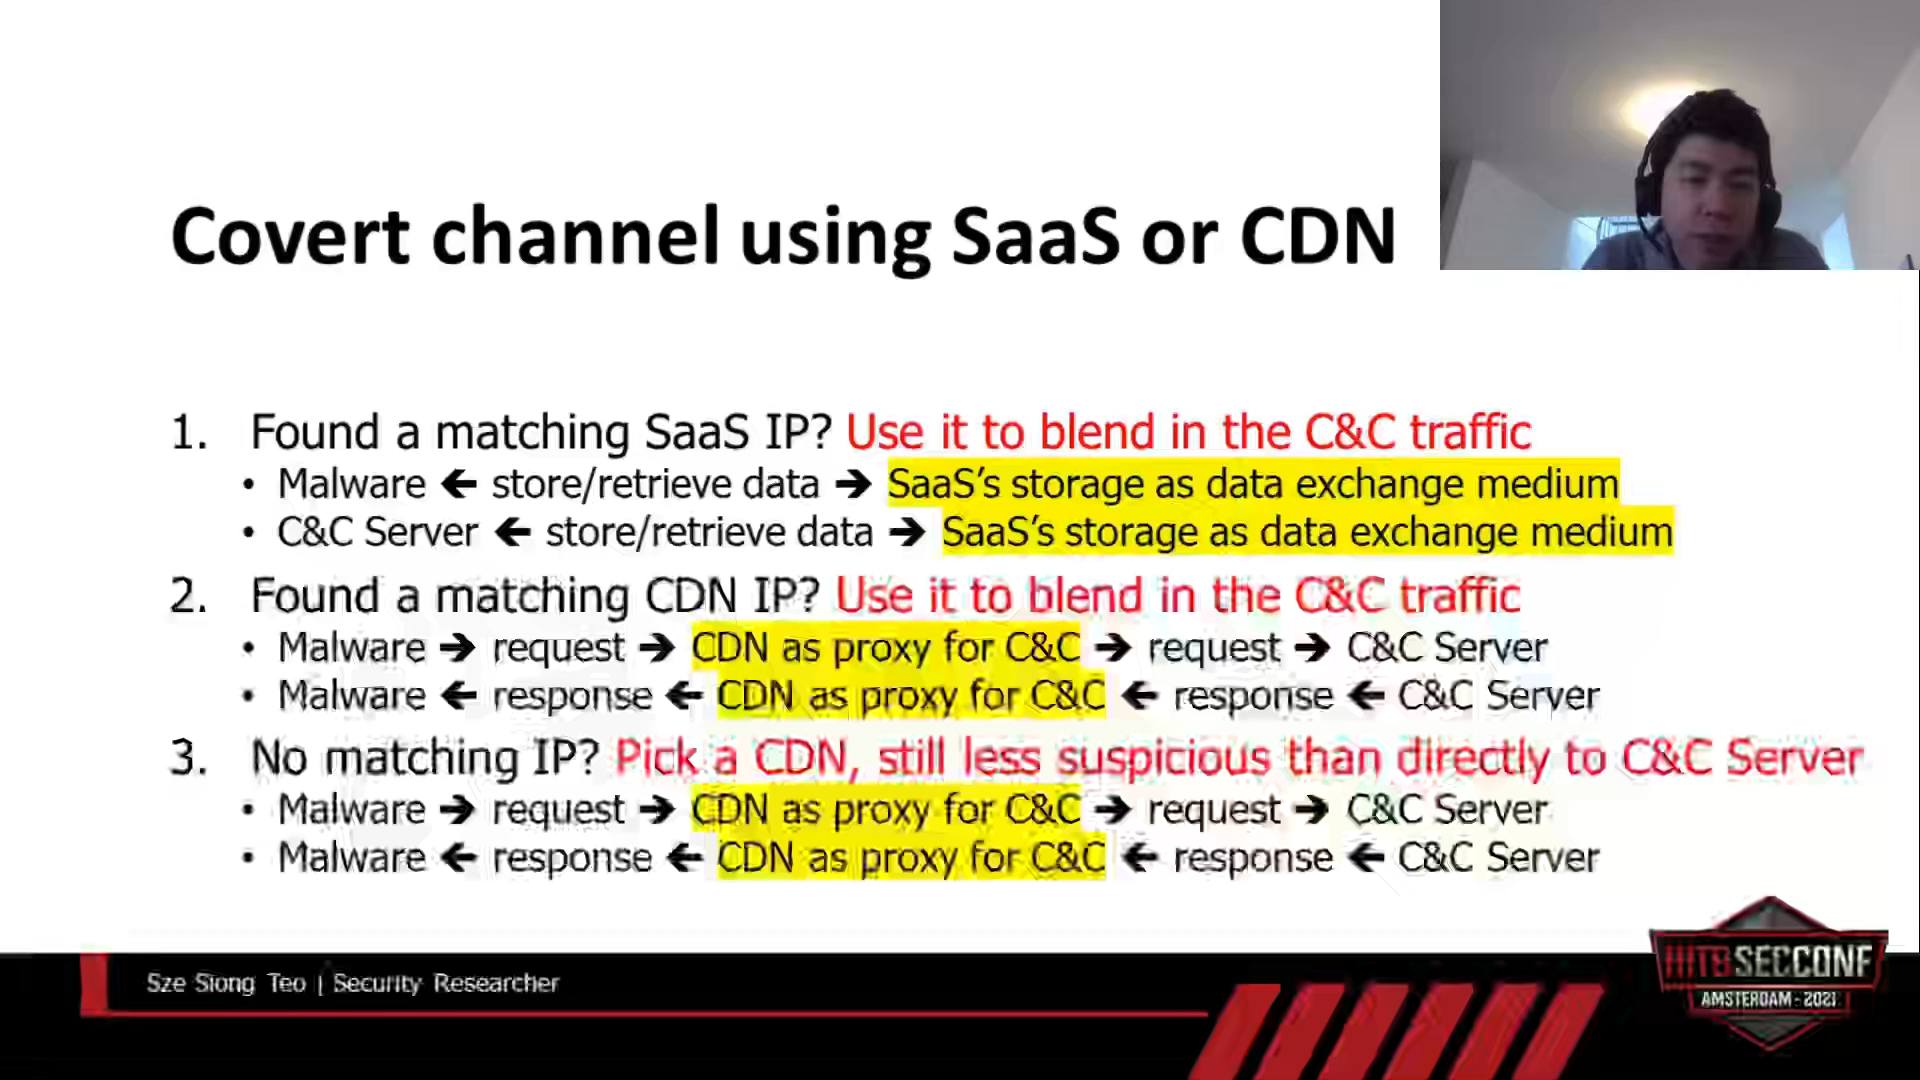 Covert channel using SaaS or CDN
1. Found a matching SaaS IP? Use it to blend in the C&C traffic
• Malware 🡸 store/retrieve data 🡺 SaaS’s storage as data exchange medium
• C&C Server 🡸 store/retrieve data 🡺 SaaS’s storage as data exchange medium
2. Found a matching CDN IP? Use it to blend in the C&C traffic
• Malware 🡺 request 🡺 CDN as proxy for C&C 🡺 request 🡺 C&C Server
• Malware 🡸 response 🡸 CDN as proxy for C&C 🡸 response 🡸 C&C Server
3. No matching IP? Pick a CDN, still less suspicious than directly to C&C Server
• Malware 🡺 request 🡺 CDN as proxy for C&C 🡺 request 🡺 C&C Server
• Malware 🡸 response 🡸 CDN as proxy for C&C 🡸 response 🡸 C&C Server
Sze Siong Teo | Security Researcher
HITBSECCONF
AMSTERDAM - 2021